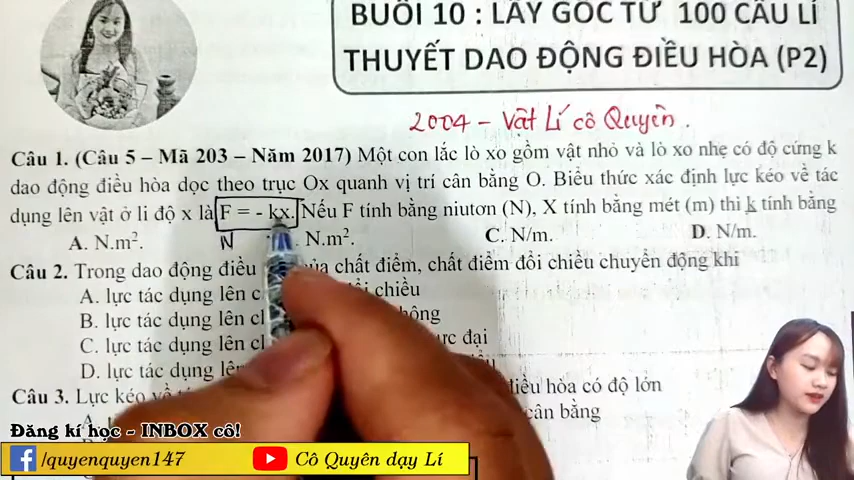 BUỔI 10 : LẤY GỐC TỪ 100 CÂU LÍ
THUYẾT DAO ĐỘNG ĐIỀU HÒA (P2)
2004 - Vật Lí cô Quyên.
Câu 1. (Câu 5 – Mã 203 – Năm 2017) Một con lắc lò xo gồm vật nhỏ và lò xo nhẹ có độ cứng k
dao động điều hòa dọc theo trục Ox quanh vị trí cân bằng O. Biểu thức xác định lực kéo về tác
dụng lên vật ở li độ x là F = - kx. Nếu F tính bằng niutơn (N), X tính bằng mét (m) thì k tính bằng
A. N.m². N N.m². C. N/m. D. N/m.
Câu 2. Trong dao động điều của chất điểm, chất điểm đổi chiều chuyển động khi
A. lực tác dụng lên đổi chiều
B. lực tác dụng lên không
C. lực tác dụng lên cực đại
D. lực tác dụng lên
Câu 3. Lực kéo về điều hòa có độ lớn
A. cân bằng
Đăng kí học - INBOX cô!
/quyenquyen147 Cô Quyên dạy Lí